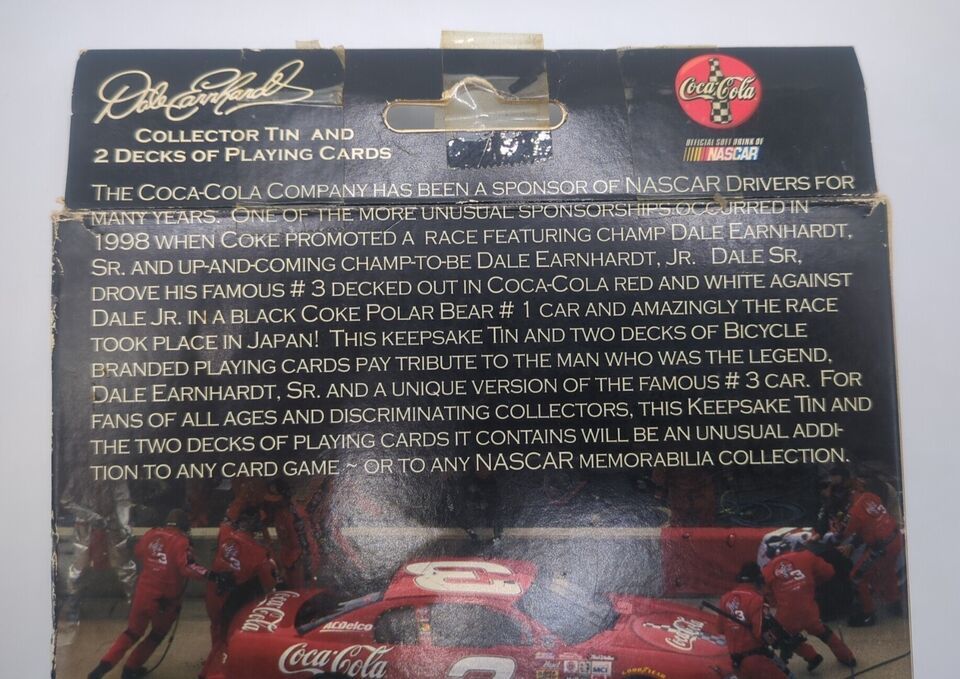 Dale Earnhardt
COLLECTOR TIN AND
2 DECKS OF PLAYING CARDS
Coca-Cola
OFFICIAL SOFT DRINK OF
NASCAR
THE COCA-COLA COMPANY HAS BEEN A SPONSOR OF NASCAR DRIVERS FOR
MANY YEARS. ONE OF THE MORE UNUSUAL SPONSORSHIPS OCCURRED IN
1998 WHEN COKE PROMOTED A RACE FEATURING CHAMP DALE EARNHARDT,
SR. AND UP-AND-COMING CHAMP-TO-BE DALE EARNHARDT, JR. DALE SR,
DROVE HIS FAMOUS # 3 DECKED OUT IN COCA-COLA RED AND WHITE AGAINST
DALE JR. IN A BLACK COKE POLAR BEAR # 1 CAR AND AMAZINGLY THE RACE
TOOK PLACE IN JAPAN! THIS KEEPSAKE TIN AND TWO DECKS OF BICYCLE
BRANDED PLAYING CARDS PAY TRIBUTE TO THE MAN WHO WAS THE LEGEND,
DALE EARNHARDT, SR. AND A UNIQUE VERSION OF THE FAMOUS # 3 CAR. FOR
FANS OF ALL AGES AND DISCRIMINATING COLLECTORS, THIS KEEPSAKE TIN AND
THE TWO DECKS OF PLAYING CARDS IT CONTAINS WILL BE AN UNUSUAL ADDI-
TION TO ANY CARD GAME ~ OR TO ANY NASCAR MEMORABILIA COLLECTION.
3
3
3
3
3
Coca-Cola
ACDelco
Coca-Cola
Coca-Cola
3
MCI
GOODYEAR